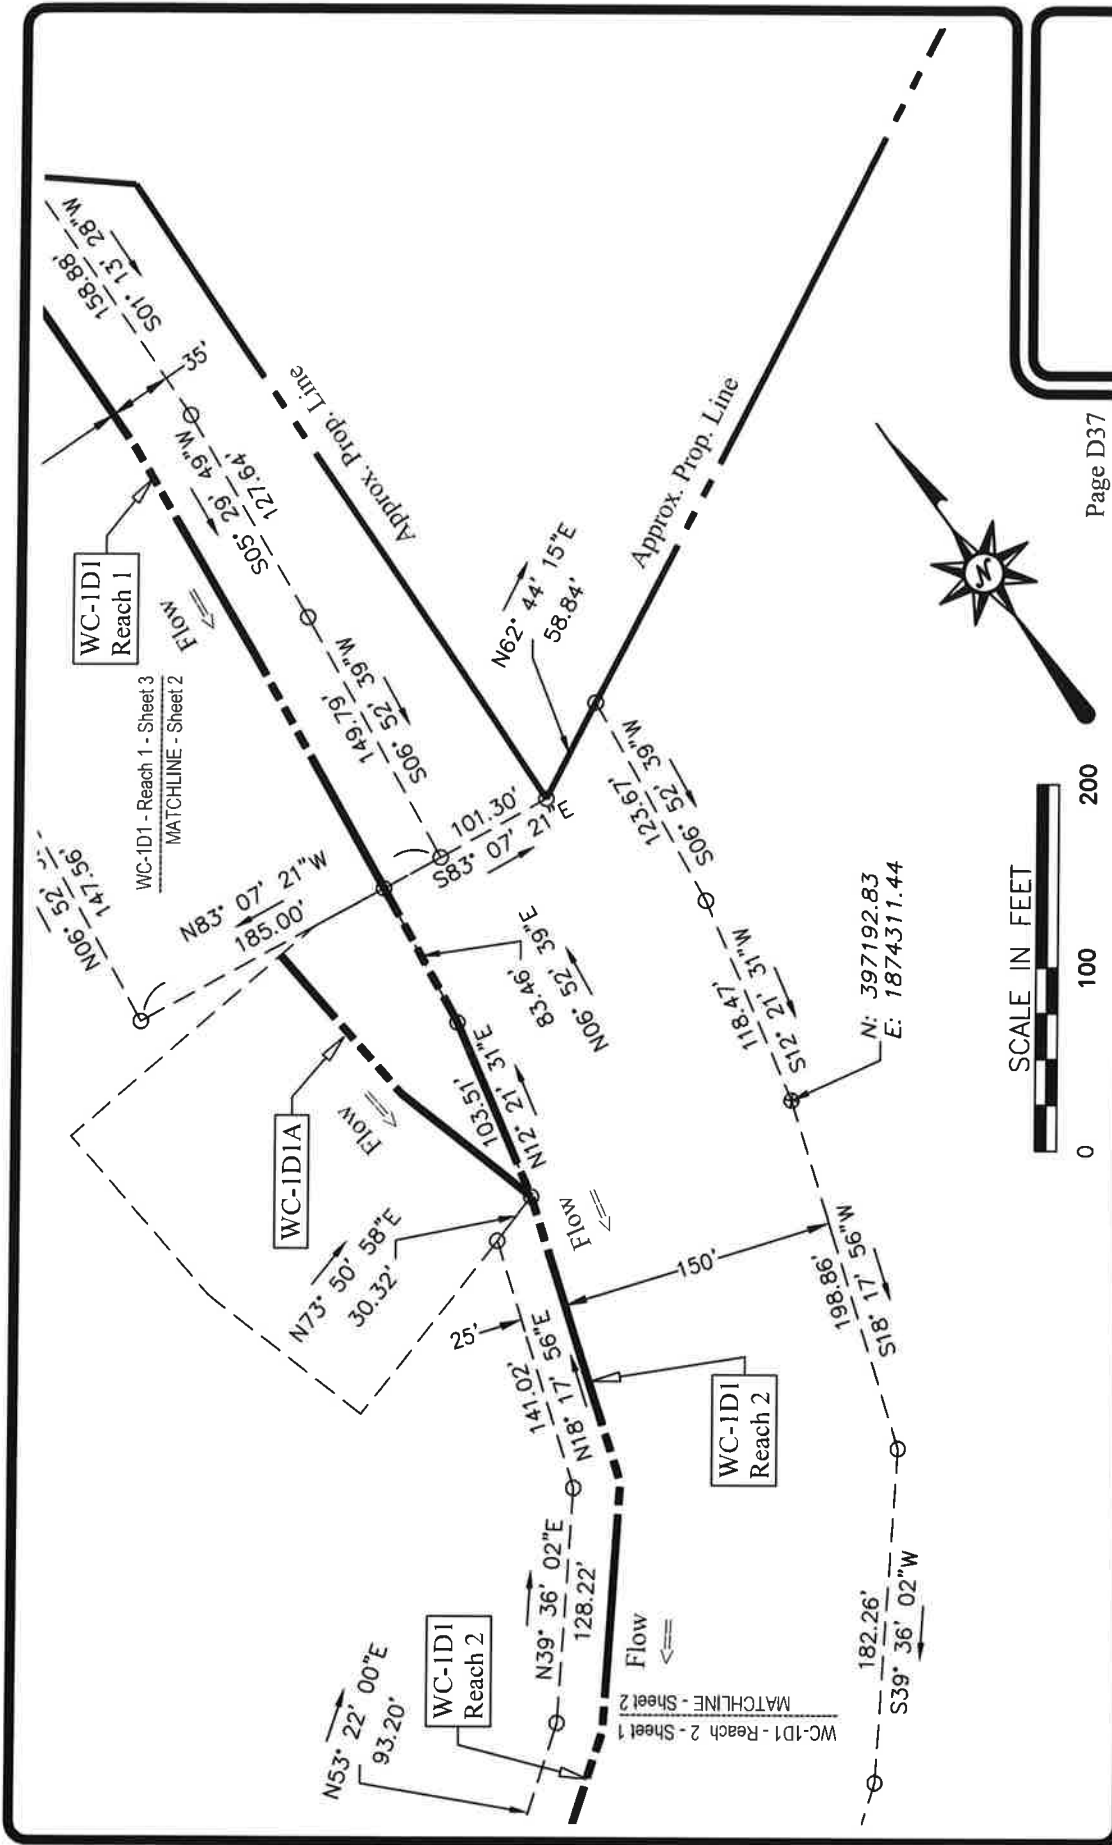 158.88'
S01° 13' 28"W
35'
WC-1D1
Reach 1
S05° 29' 49"W
127.64'
Approx. Prop. Line
Flow
WC-1D1 - Reach 1 - Sheet 3
MATCHLINE - Sheet 2
149.79'
S06° 52' 39"W
N62° 44' 15"E
58.84'
Approx. Prop. Line
N
Page D37
N06° 52'
147.56'
N83° 07' 21"W
185.00'
101.30'
S83° 07' 21"E
123.67'
S06° 52' 39"W
83.46'
N06° 52' 39"E
WC-1D1A
Flow
103.51'
N12° 21' 31"E
118.47'
S12° 21' 31"W
N: 397192.83
E: 1874311.44
SCALE IN FEET
0 100 200
N73° 50' 58"E
30.32'
Flow
25'
150'
141.02'
N18° 17' 56"E
198.86'
S18° 17' 56"W
WC-1D1
Reach 2
N39° 36' 02"E
128.22'
WC-1D1
Reach 2
Flow
N53° 22' 00"E
93.20'
MATCHLINE - Sheet 2
WC-1D1 - Reach 2 - Sheet 1
182.26'
S39° 36' 02"W